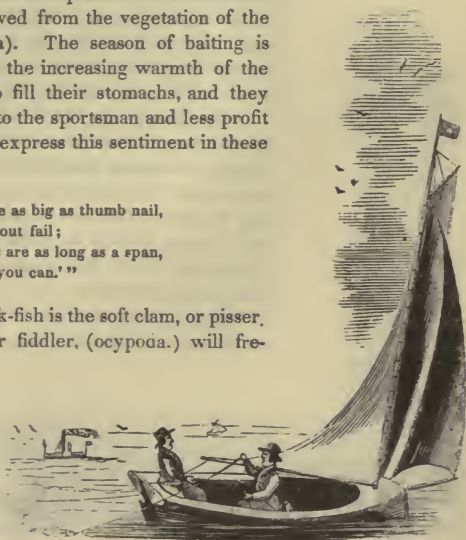 ved from the vegetation of the
). The season of baiting is
the increasing warmth of the
fill their stomachs, and they
to the sportsman and less profit
express this sentiment in these
e as big as thumb nail,
out fail;
are as long as a span,
you can.'"
k-fish is the soft clam, or pisser.
r fiddler, (ocypoda.) will fre-